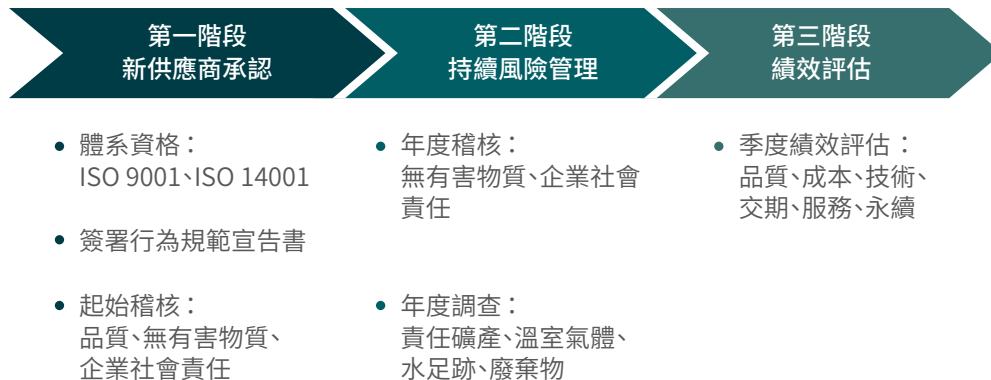 第一階段
新供應商承認
第二階段
持續風險管理
第三階段
績效評估
體系資格：
ISO 9001、ISO 14001
簽署行為規範宣告書
起始稽核：
品質、無有害物質、
企業社會責任
年度稽核：
無有害物質、企業社會
責任
年度調查：
責任礦產、溫室氣體、
水足跡、廢棄物
季度績效評估：
品質、成本、技術、
交期、服務、永續